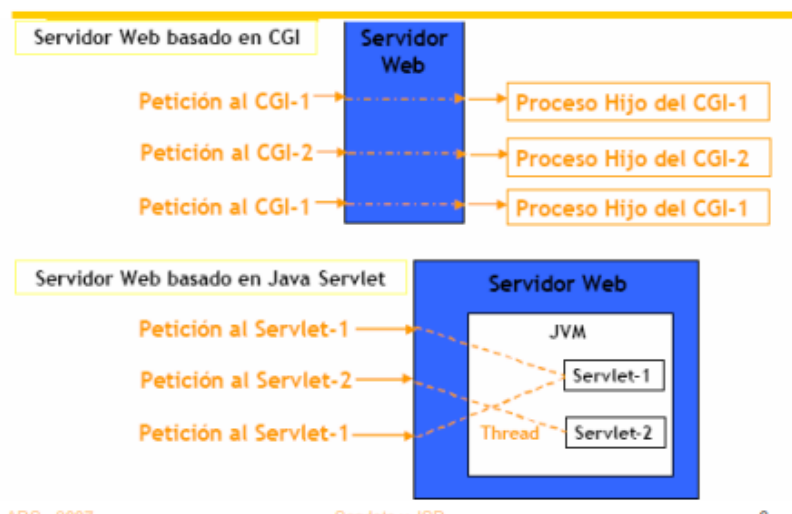 Servidor Web basado en CGI
Servidor
Web
Petición al CGI-1
Proceso Hijo del CGI-1
Petición al CGI-2
Proceso Hijo del CGI-2
Petición al CGI-1
Proceso Hijo del CGI-1
Servidor Web basado en Java Servlet
Servidor Web
JVM
Petición al Servlet-1
Servlet-1
Petición al Servlet-2
Petición al Servlet-1
Thread
Servlet-2